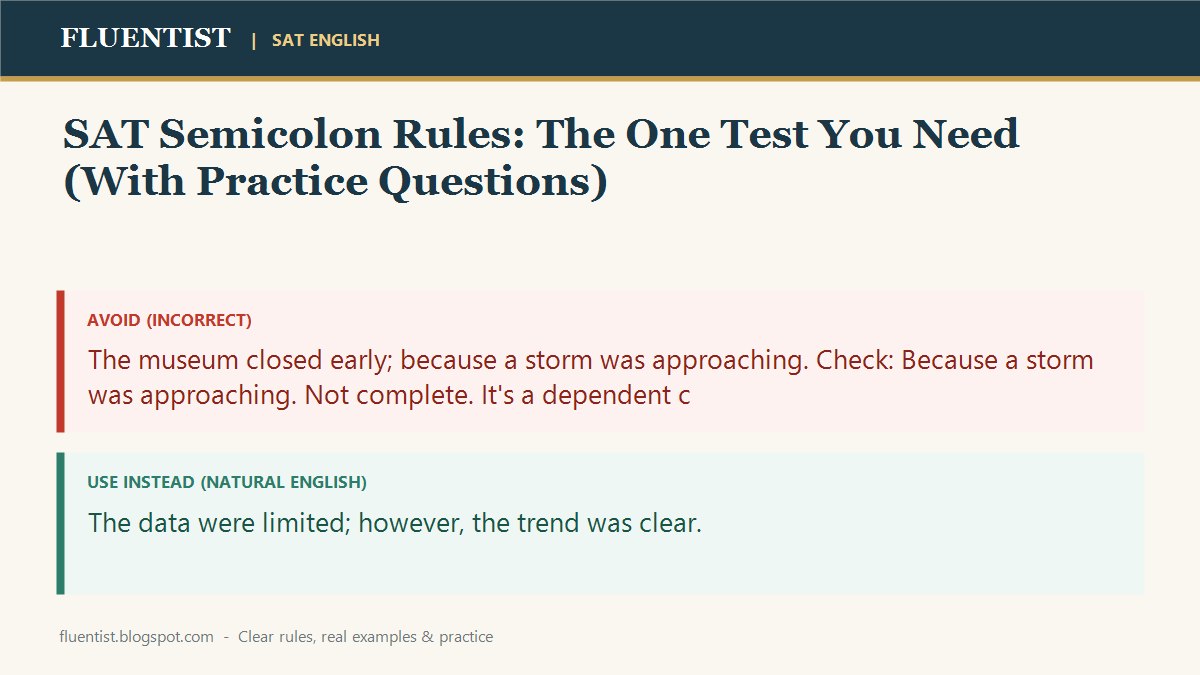 FLUENTIST | SAT ENGLISH
SAT Semicolon Rules: The One Test You Need
(With Practice Questions)
AVOID (INCORRECT)
The museum closed early; because a storm was approaching. Check: Because a storm
was approaching. Not complete. It's a dependent c
USE INSTEAD (NATURAL ENGLISH)
The data were limited; however, the trend was clear.
fluentist.blogspot.com - Clear rules, real examples & practice